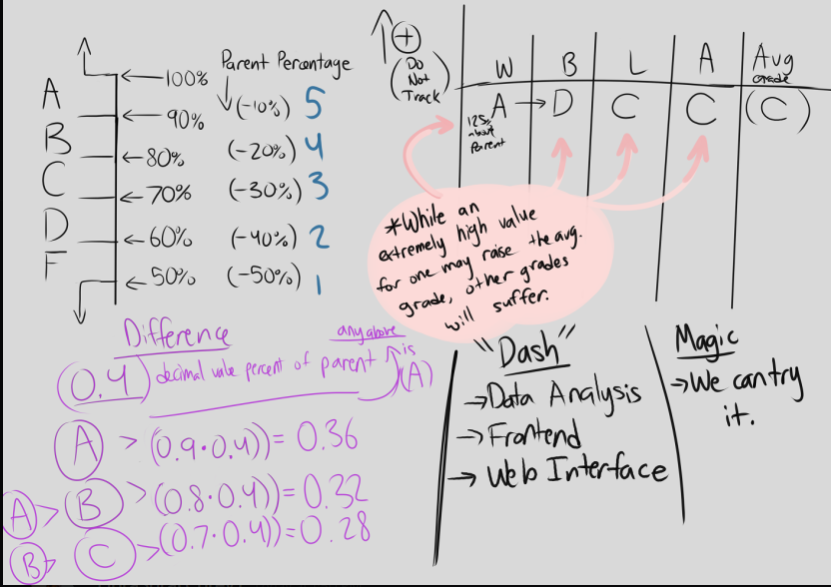 Parent Percentage
100%
A
90% (-10%) 5
B
80% (-20%) 4
C
70% (-30%) 3
D
60% (-40%) 2
F
50% (-50%) 1
+
(Do
Not
Track)
W B L A Avg
grade
A → D C C (C)
125%
about
Parent
*While an
extremely high value
for one may raise the avg.
grade, other grades
will suffer.
Difference
any above
is
(A)
(0.4) decimal value percent of parent
A > (0.9·0.4)) = 0.36
A > B > (0.8·0.4)) = 0.32
B > C > (0.7·0.4)) = 0.28
"Dash"
→ Data Analysis
→ Frontend
→ Web Interface
Magic
→ We can try
it.